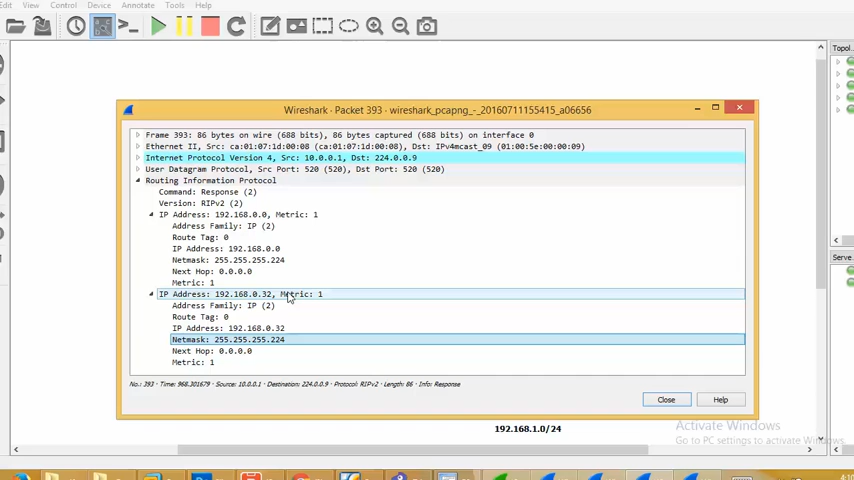 Edit View Control Device Annotate Tools Help
Topol
Wireshark · Packet 393 · wireshark_pcapng_-_20160711155415_a06656
Frame 393: 86 bytes on wire (688 bits), 86 bytes captured (688 bits) on interface 0
Ethernet II, Src: ca:01:07:1d:00:08 (ca:01:07:1d:00:08), Dst: IPv4mcast_09 (01:00:5e:00:00:09)
Internet Protocol Version 4, Src: 10.0.0.1, Dst: 224.0.0.9
User Datagram Protocol, Src Port: 520 (520), Dst Port: 520 (520)
Routing Information Protocol
Command: Response (2)
Version: RIPv2 (2)
IP Address: 192.168.0.0, Metric: 1
Address Family: IP (2)
Route Tag: 0
IP Address: 192.168.0.0
Netmask: 255.255.255.224
Next Hop: 0.0.0.0
Metric: 1
Serve
IP Address: 192.168.0.32, Metric: 1
Address Family: IP (2)
Route Tag: 0
IP Address: 192.168.0.32
Netmask: 255.255.255.224
Next Hop: 0.0.0.0
Metric: 1
No.: 393 · Time: 968.301679 · Source: 10.0.0.1 · Destination: 224.0.0.9 · Protocol: RIPv2 · Length: 86 · Info: Response
Close Help
192.168.1.0/24
Activate Windows
Go to PC settings to activate Windows.